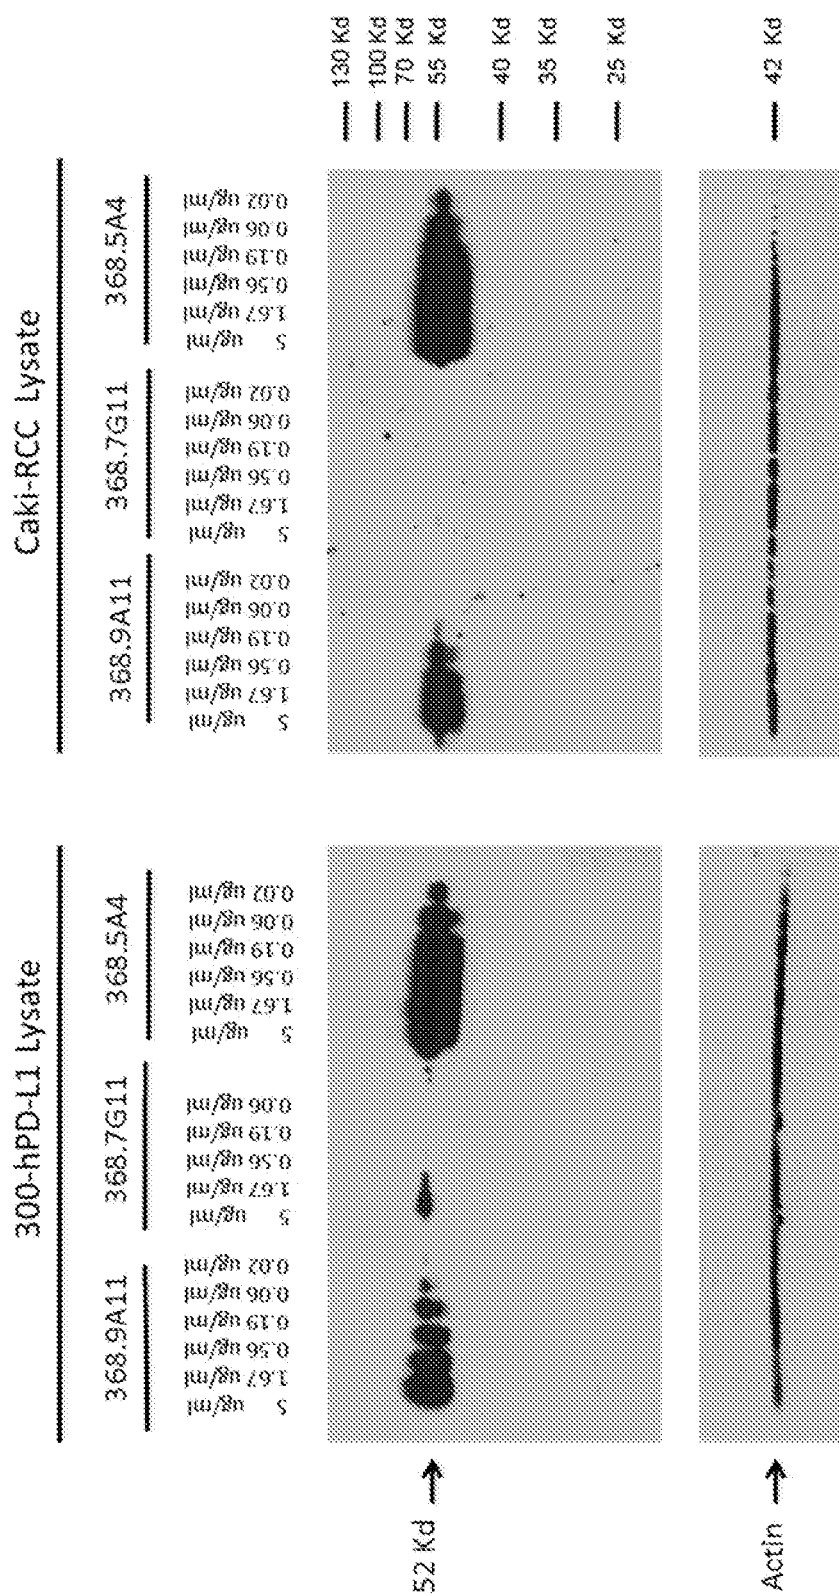 300-hPD-L1 Lysate
Caki-RCC Lysate
368.9A11
368.7G11
368.5A4
368.9A11
368.7G11
368.5A4
5 ug/ml
1.67 ug/ml
0.56 ug/ml
0.19 ug/ml
0.06 ug/ml
0.02 ug/ml
5 ug/ml
1.67 ug/ml
0.56 ug/ml
0.19 ug/ml
0.06 ug/ml
5 ug/ml
1.67 ug/ml
0.56 ug/ml
0.19 ug/ml
0.06 ug/ml
0.02 ug/ml
5 ug/ml
1.67 ug/ml
0.56 ug/ml
0.19 ug/ml
0.06 ug/ml
0.02 ug/ml
5 ug/ml
1.67 ug/ml
0.56 ug/ml
0.19 ug/ml
0.06 ug/ml
0.02 ug/ml
5 ug/ml
1.67 ug/ml
0.56 ug/ml
0.19 ug/ml
0.06 ug/ml
0.02 ug/ml
52 Kd
130 Kd
100 Kd
70 Kd
55 Kd
40 Kd
35 Kd
25 Kd
Actin
42 Kd